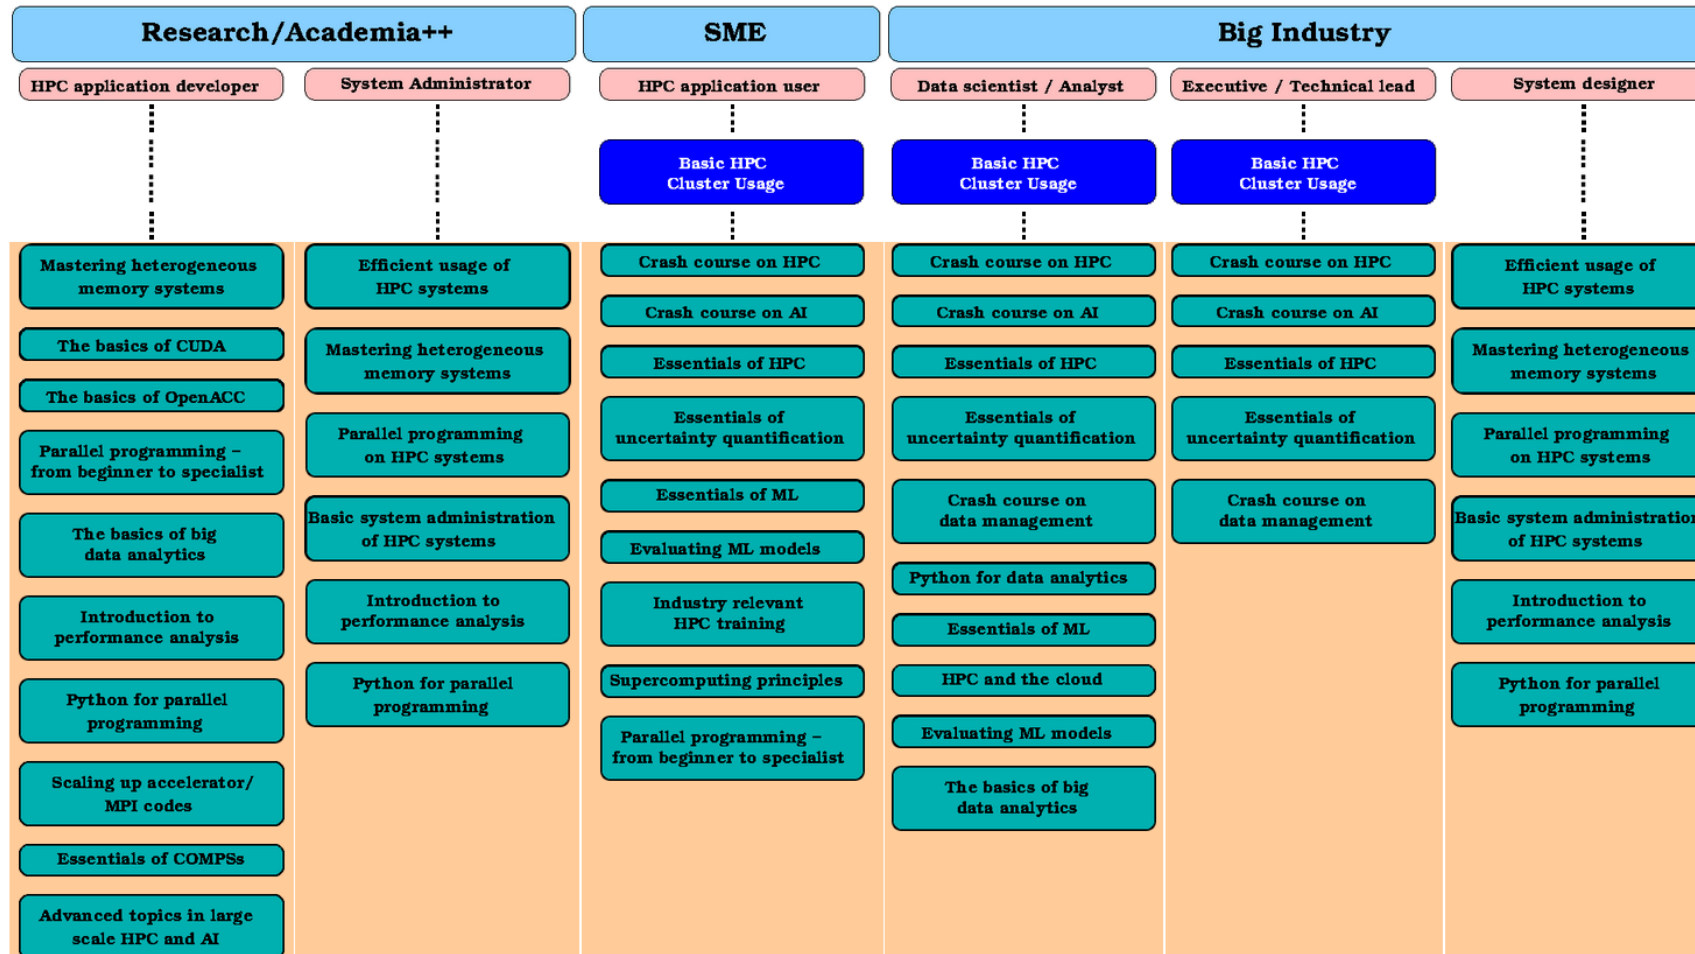 Research/Academia++
SME
Big Industry
HPC application developer
System Administrator
HPC application user
Data scientist / Analyst
Executive / Technical lead
System designer
Basic HPC
Cluster Usage
Basic HPC
Cluster Usage
Basic HPC
Cluster Usage
Mastering heterogeneous
memory systems
The basics of CUDA
The basics of OpenACC
Parallel programming –
from beginner to specialist
The basics of big
data analytics
Introduction to
performance analysis
Python for parallel
programming
Scaling up accelerator/
MPI codes
Essentials of COMPSs
Advanced topics in large
scale HPC and AI
Efficient usage of
HPC systems
Mastering heterogeneous
memory systems
Parallel programming
on HPC systems
Basic system administration
of HPC systems
Introduction to
performance analysis
Python for parallel
programming
Crash course on HPC
Crash course on AI
Essentials of HPC
Essentials of
uncertainty quantification
Essentials of ML
Evaluating ML models
Industry relevant
HPC training
Supercomputing principles
Parallel programming –
from beginner to specialist
Crash course on HPC
Crash course on AI
Essentials of HPC
Essentials of
uncertainty quantification
Crash course on
data management
Python for data analytics
Essentials of ML
HPC and the cloud
Evaluating ML models
The basics of big
data analytics
Crash course on HPC
Crash course on AI
Essentials of HPC
Essentials of
uncertainty quantification
Crash course on
data management
Efficient usage of
HPC systems
Mastering heterogeneous
memory systems
Parallel programming
on HPC systems
Basic system administration
of HPC systems
Introduction to
performance analysis
Python for parallel
programming